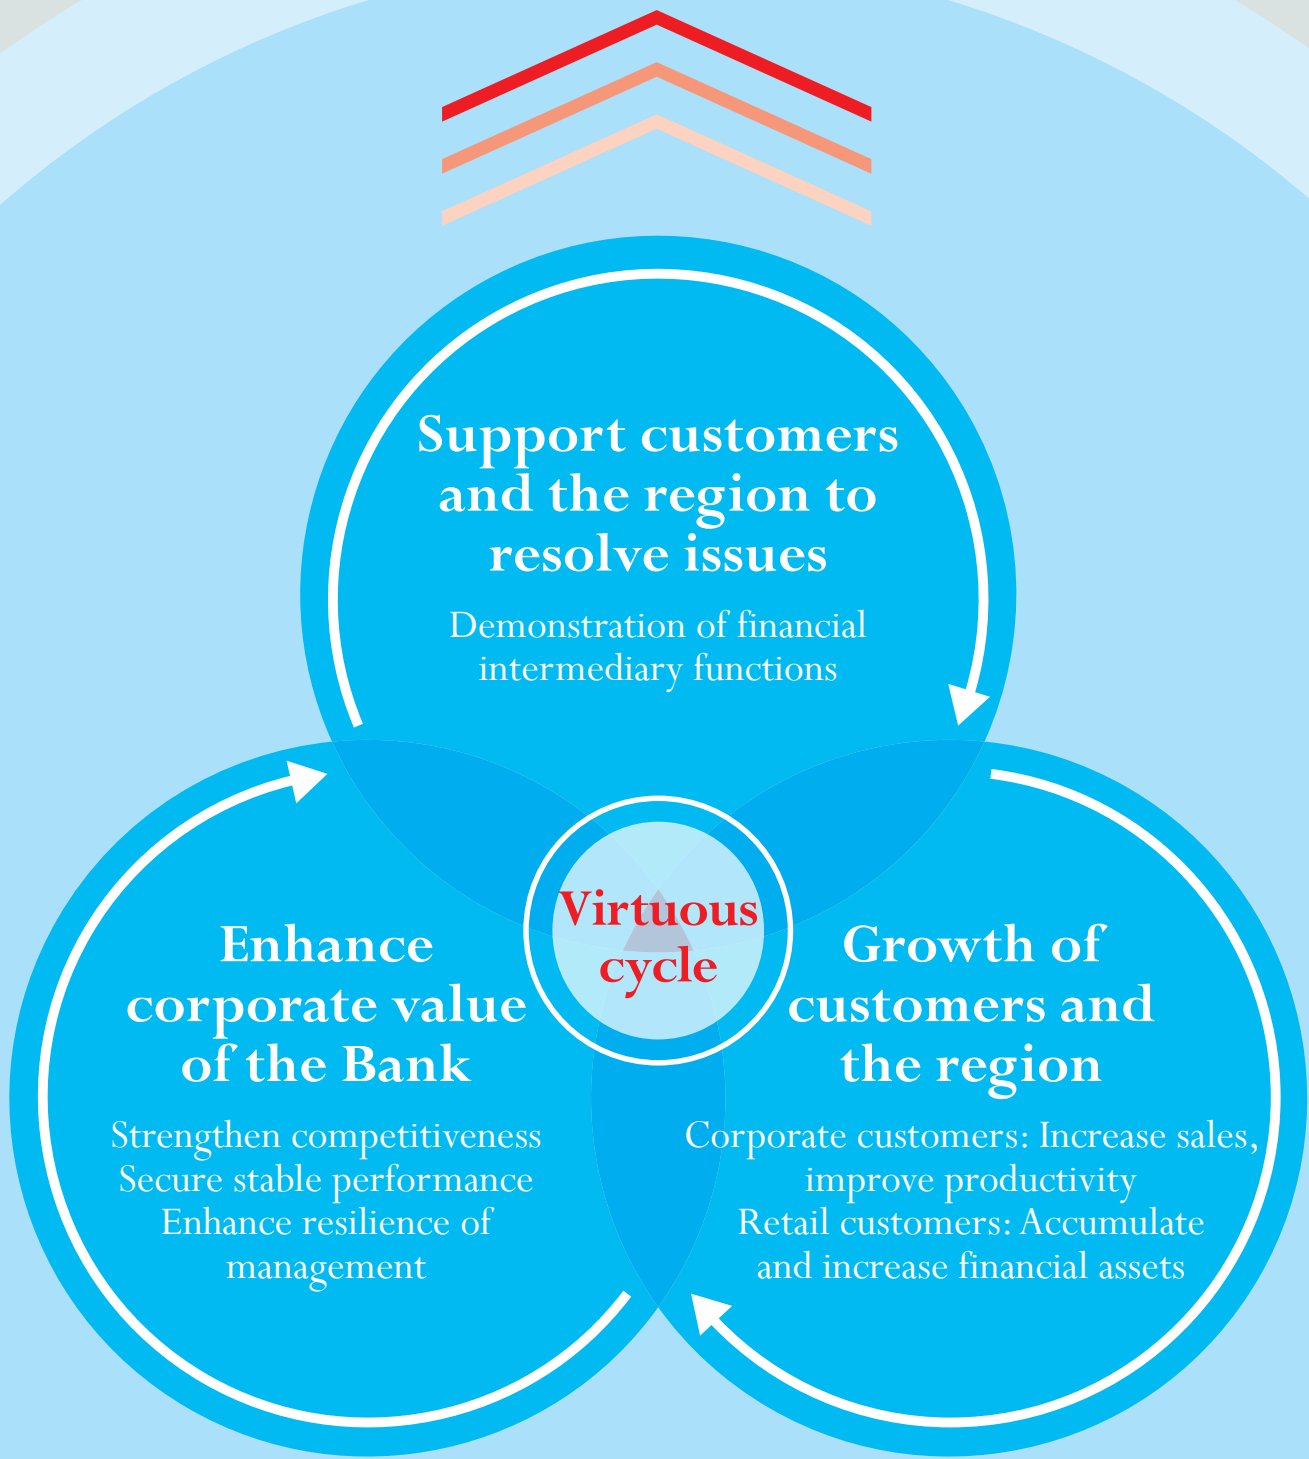 Support customers
and the region to
resolve issues
Demonstration of financial
intermediary functions
Virtuous
cycle
Enhance
corporate value
of the Bank
Strengthen competitiveness
Secure stable performance
Enhance resilience of
management
Growth of
customers and
the region
Corporate customers: Increase sales,
improve productivity
Retail customers: Accumulate
and increase financial assets